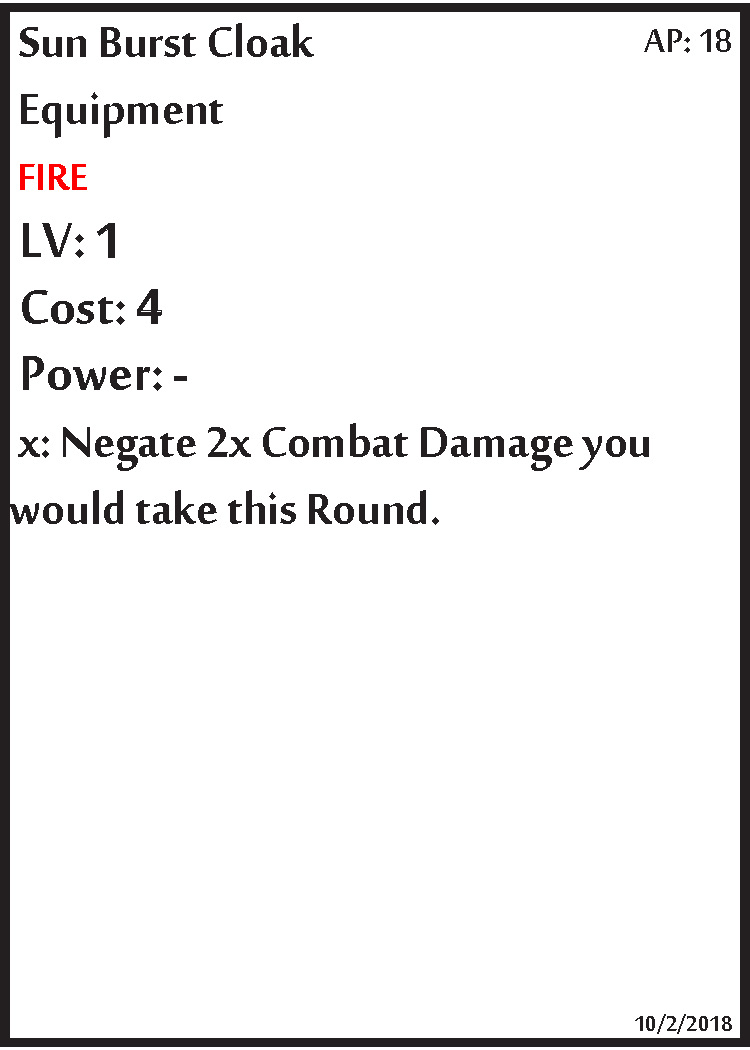 Sun Burst Cloak
AP: 18
Equipment
FIRE
LV: 1
Cost: 4
Power: -
x: Negate 2x Combat Damage you
would take this Round.
10/2/2018